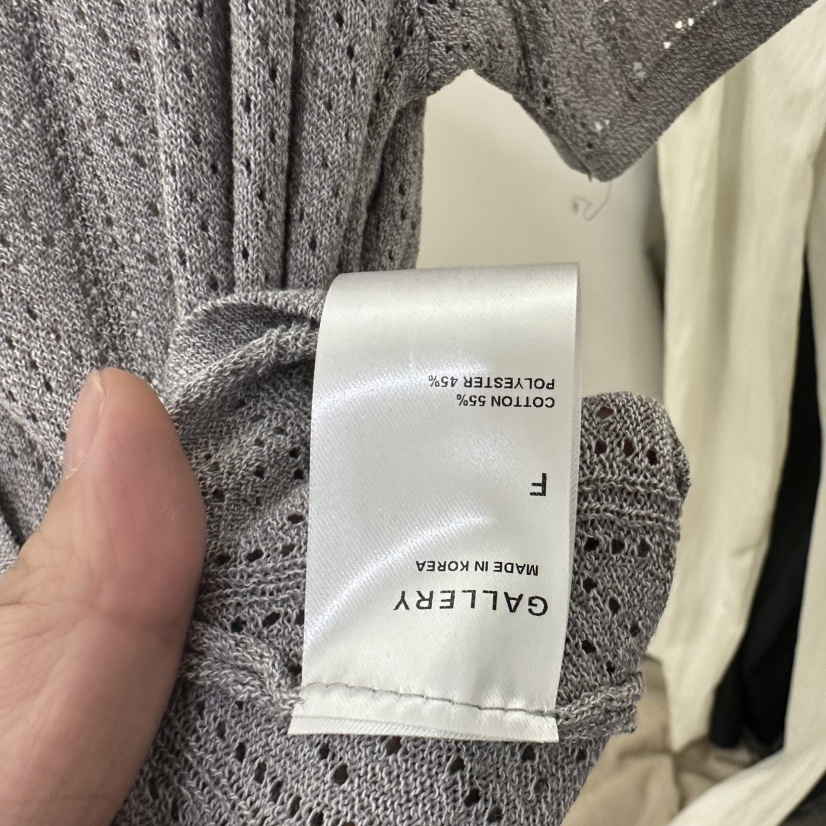 GALLERY
MADE IN KOREA
F
COTTON 55%
POLYESTER 45%